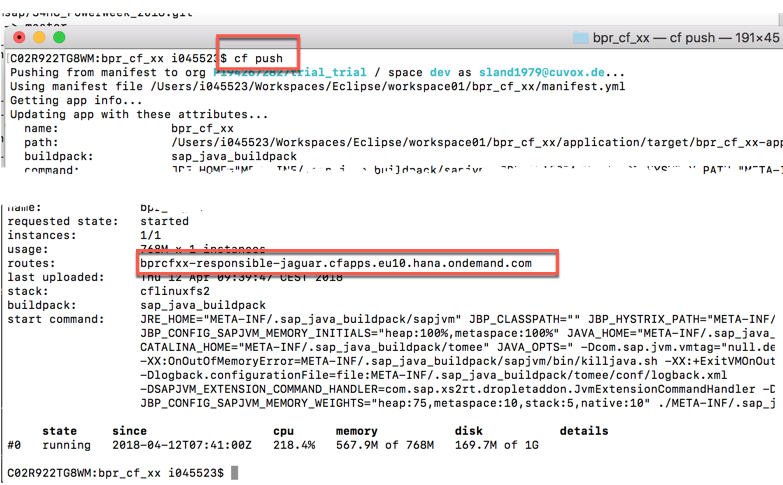 bpr_cf_xx — cf push — 191×45
C02R922TG8WM:bpr_cf_xx i045523$ cf push
Pushing from manifest to org / space dev as sland1979@cuvox.de...
Using manifest file /Users/i045523/Workspaces/Eclipse/workspace01/bpr_cf_xx/manifest.yml
Getting app info...
Updating app with these attributes...
name: bpr_cf_xx
path: /Users/i045523/Workspaces/Eclipse/workspace01/bpr_cf_xx/application/target/bpr_cf_xx-app
buildpack: sap_java_buildpack
command:
name:
requested state: started
instances: 1/1
usage: 768M x 1 instances
routes: bprcfxx-responsible-jaguar.cfapps.eu10.hana.ondemand.com
last uploaded: Thu 12 Apr 09:39:47 CEST 2018
stack: cflinuxfs2
buildpack: sap_java_buildpack
start command: JRE_HOME="META-INF/.sap_java_buildpack/sapjvm" JBP_CLASSPATH="" JBP_HYSTRIX_PATH="META-INF/
JBP_CONFIG_SAPJVM_MEMORY_INITIALS="heap:100%,metaspace:100%" JAVA_HOME="META-INF/.sap_java_
CATALINA_HOME="META-INF/.sap_java_buildpack/tomee" JAVA_OPTS=" -Dcom.sap.jvm.vmtag="null.de
-XX:OnOutOfMemoryError=META-INF/.sap_java_buildpack/sapjvm/bin/killjava.sh -XX:+ExitVMOnOut
-Dlogback.configurationFile=file:META-INF/.sap_java_buildpack/tomee/conf/logback.xml
-DSAPJVM_EXTENSION_COMMAND_HANDLER=com.sap.xs2rt.dropletaddon.JvmExtensionCommandHandler -D
JBP_CONFIG_SAPJVM_MEMORY_WEIGHTS="heap:75,metaspace:10,stack:5,native:10" ./META-INF/.sap_j
state since cpu memory disk details
#0 running 2018-04-12T07:41:00Z 218.4% 567.9M of 768M 169.7M of 1G
C02R922TG8WM:bpr_cf_xx i045523$